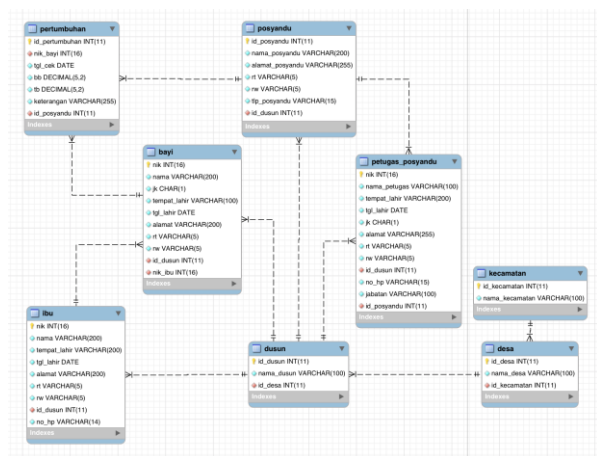 pertumbuhan
id_pertumbuhan INT(11)
nik_bayi INT(16)
tgl_cek DATE
bb DECIMAL(5,2)
tb DECIMAL(5,2)
keterangan VARCHAR(255)
id_posyandu INT(11)
Indexes
posyandu
id_posyandu INT(11)
nama_posyandu VARCHAR(200)
alamat_posyandu VARCHAR(255)
rt VARCHAR(5)
rw VARCHAR(5)
tlp_posyandu VARCHAR(15)
id_dusun INT(11)
Indexes
bayi
nik INT(16)
nama VARCHAR(200)
jk CHAR(1)
tempat_lahir VARCHAR(100)
tgl_lahir DATE
alamat VARCHAR(200)
rt VARCHAR(5)
rw VARCHAR(5)
id_dusun INT(11)
nik_ibu INT(16)
Indexes
petugas_posyandu
nik INT(16)
nama_petugas VARCHAR(100)
tempat_lahir VARCHAR(200)
tgl_lahir DATE
jk CHAR(1)
alamat VARCHAR(255)
rt VARCHAR(5)
rw VARCHAR(5)
id_dusun INT(11)
no_hp VARCHAR(15)
jabatan VARCHAR(100)
id_posyandu INT(11)
Indexes
kecamatan
id_kecamatan INT(11)
nama_kecamatan VARCHAR(100)
Indexes
ibu
nik INT(16)
nama VARCHAR(200)
tempat_lahir VARCHAR(200)
tgl_lahir DATE
alamat VARCHAR(200)
rt VARCHAR(5)
rw VARCHAR(5)
id_dusun INT(11)
no_hp VARCHAR(14)
Indexes
dusun
id_dusun INT(11)
nama_dusun VARCHAR(100)
id_desa INT(11)
Indexes
desa
id_desa INT(11)
nama_desa VARCHAR(100)
id_kecamatan INT(11)
Indexes